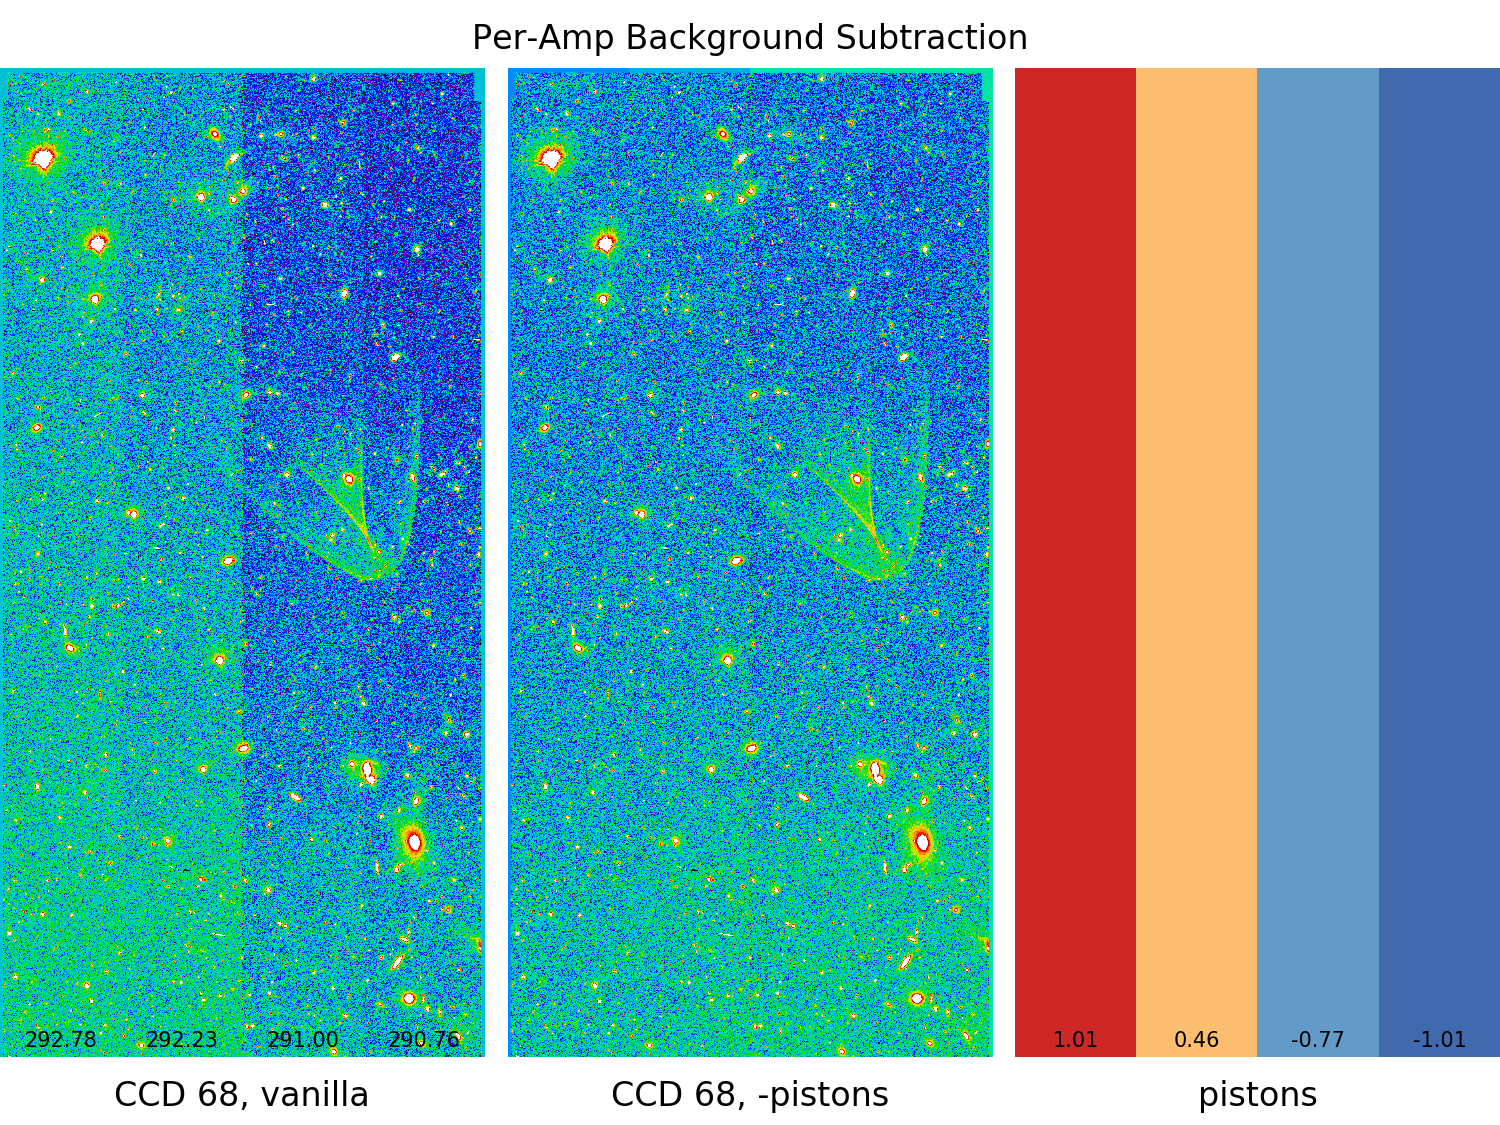 Per-Amp Background Subtraction
292.78 292.23 291.00 290.76
1.01 0.46 -0.77 -1.01
CCD 68, vanilla
CCD 68, -pistons
pistons